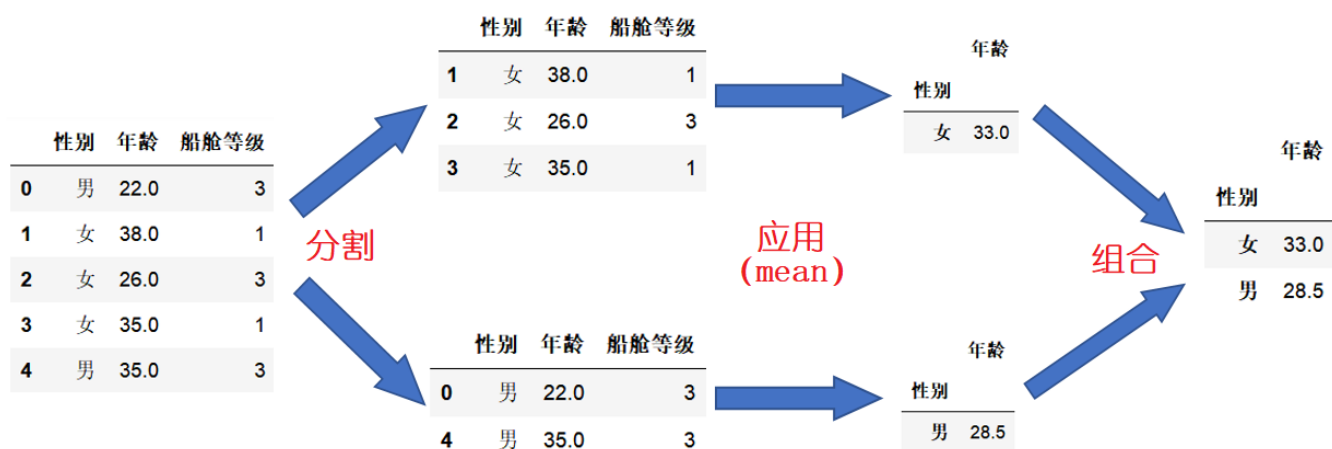 性别 年龄 船舱等级
0 男 22.0 3
1 女 38.0 1
2 女 26.0 3
3 女 35.0 1
4 男 35.0 3
分割
性别 年龄 船舱等级
1 女 38.0 1
2 女 26.0 3
3 女 35.0 1
性别 年龄 船舱等级
0 男 22.0 3
4 男 35.0 3
应用
(mean)
年龄
性别
女 33.0
年龄
性别
男 28.5
组合
年龄
性别
女 33.0
男 28.5